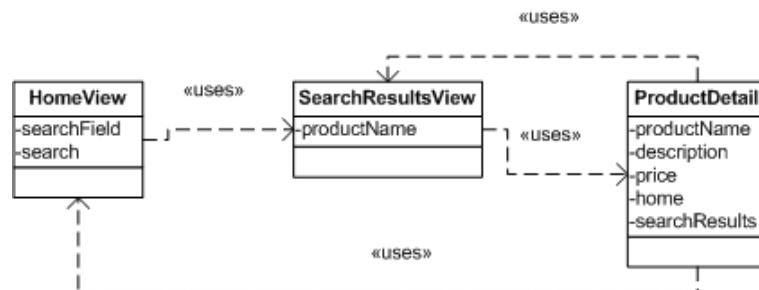 «uses»
«uses»
HomeView
-searchField
-search
SearchResultsView
-productName
«uses»
ProductDetail
-productName
-description
-price
-home
-searchResults
«uses»